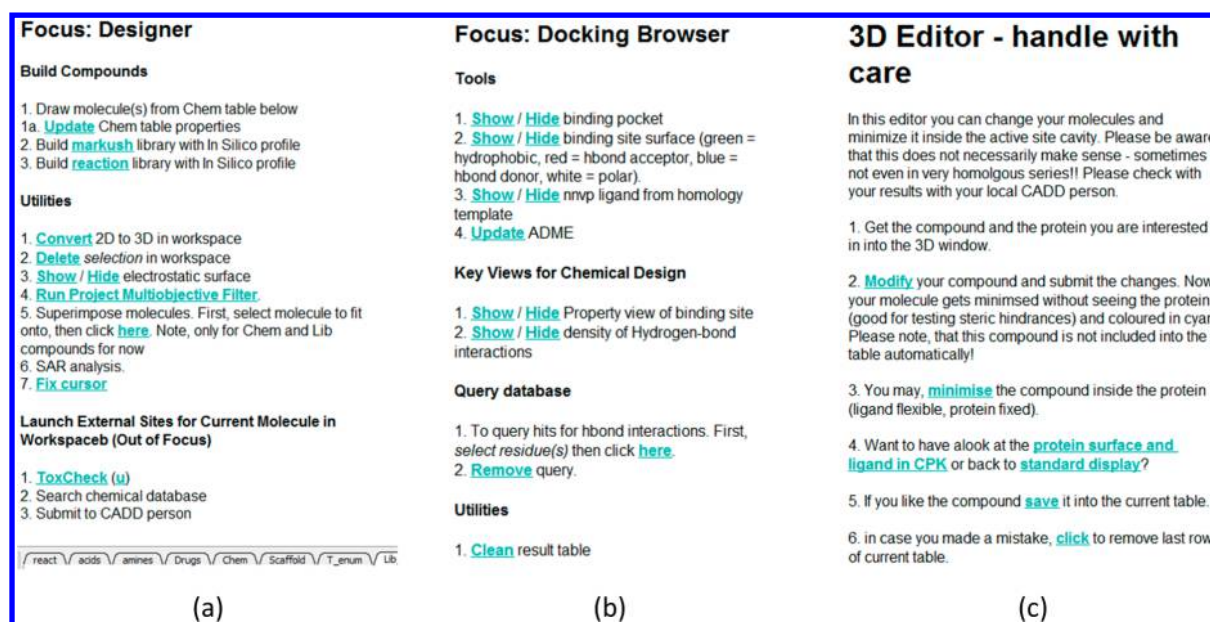 Focus: Designer
Build Compounds
1. Draw molecule(s) from Chem table below
1a. Update Chem table properties
2. Build markush library with In Silico profile
3. Build reaction library with In Silico profile
Utilities
1. Convert 2D to 3D in workspace
2. Delete selection in workspace
3. Show / Hide electrostatic surface
4. Run Project Multiobjective Filter.
5. Superimpose molecules. First, select molecule to fit
onto, then click here. Note, only for Chem and Lib
compounds for now
6. SAR analysis.
7. Fix cursor
Launch External Sites for Current Molecule in
Workspaceb (Out of Focus)
1. ToxCheck (u)
2. Search chemical database
3. Submit to CADD person
react acids amines Drugs Chem Scaffold T_enum Lib
(a)
Focus: Docking Browser
Tools
1. Show / Hide binding pocket
2. Show / Hide binding site surface (green =
hydrophobic, red = hbond acceptor, blue =
hbond donor, white = polar).
3. Show / Hide nnvp ligand from homology
template
4. Update ADME
Key Views for Chemical Design
1. Show / Hide Property view of binding site
2. Show / Hide density of Hydrogen-bond
interactions
Query database
1. To query hits for hbond interactions. First,
select residue(s) then click here.
2. Remove query.
Utilities
1. Clean result table
(b)
3D Editor - handle with
care
In this editor you can change your molecules and
minimize it inside the active site cavity. Please be aware
that this does not necessarily make sense - sometimes
not even in very homolgous series!! Please check with
your results with your local CADD person.
1. Get the compound and the protein you are interested
in into the 3D window.
2. Modify your compound and submit the changes. Now
your molecule gets minimsed without seeing the protein
(good for testing steric hindrances) and coloured in cyan
Please note, that this compound is not included into the
table automatically!
3. You may, minimise the compound inside the protein
(ligand flexible, protein fixed).
4. Want to have alook at the protein surface and
ligand in CPK or back to standard display?
5. If you like the compound save it into the current table.
6. in case you made a mistake, click to remove last row
of current table.
(c)